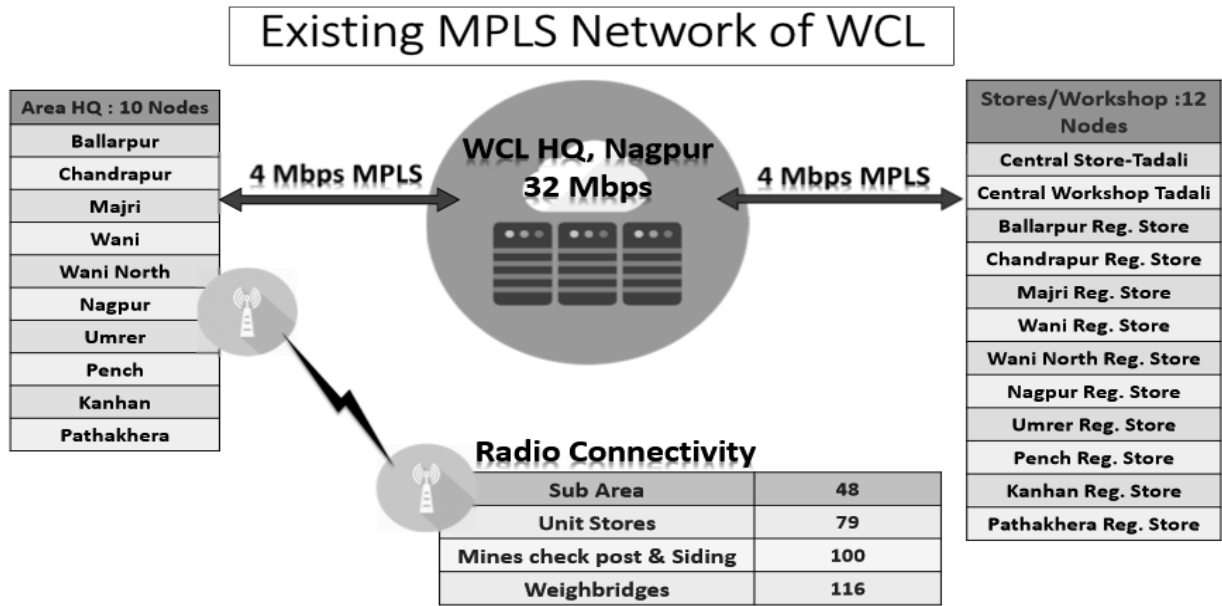 Existing MPLS Network of WCL
Area HQ : 10 Nodes
Ballarpur
Chandrapur
Majri
Wani
Wani North
Nagpur
Umrer
Pench
Kanhan
Pathakhera
4 Mbps MPLS
WCL HQ, Nagpur
32 Mbps
4 Mbps MPLS
Stores/Workshop :12
Nodes
Central Store-Tadali
Central Workshop Tadali
Ballarpur Reg. Store
Chandrapur Reg. Store
Majri Reg. Store
Wani Reg. Store
Wani North Reg. Store
Nagpur Reg. Store
Umrer Reg. Store
Pench Reg. Store
Kanhan Reg. Store
Pathakhera Reg. Store
Radio Connectivity
Sub Area 48
Unit Stores 79
Mines check post & Siding 100
Weighbridges 116